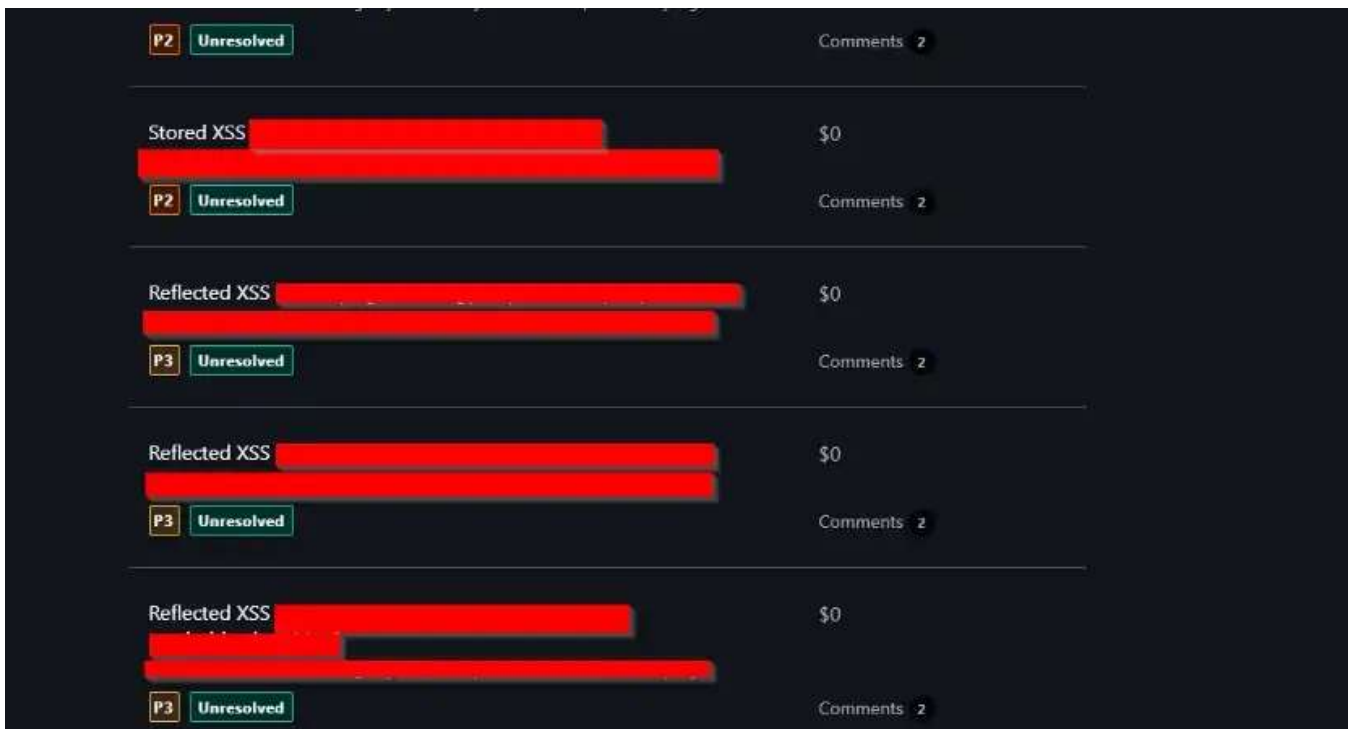 P2 Unresolved Comments 2
Stored XSS $0
P2 Unresolved Comments 2
Reflected XSS $0
P3 Unresolved Comments 2
Reflected XSS $0
P3 Unresolved Comments 2
Reflected XSS $0
P3 Unresolved Comments 2